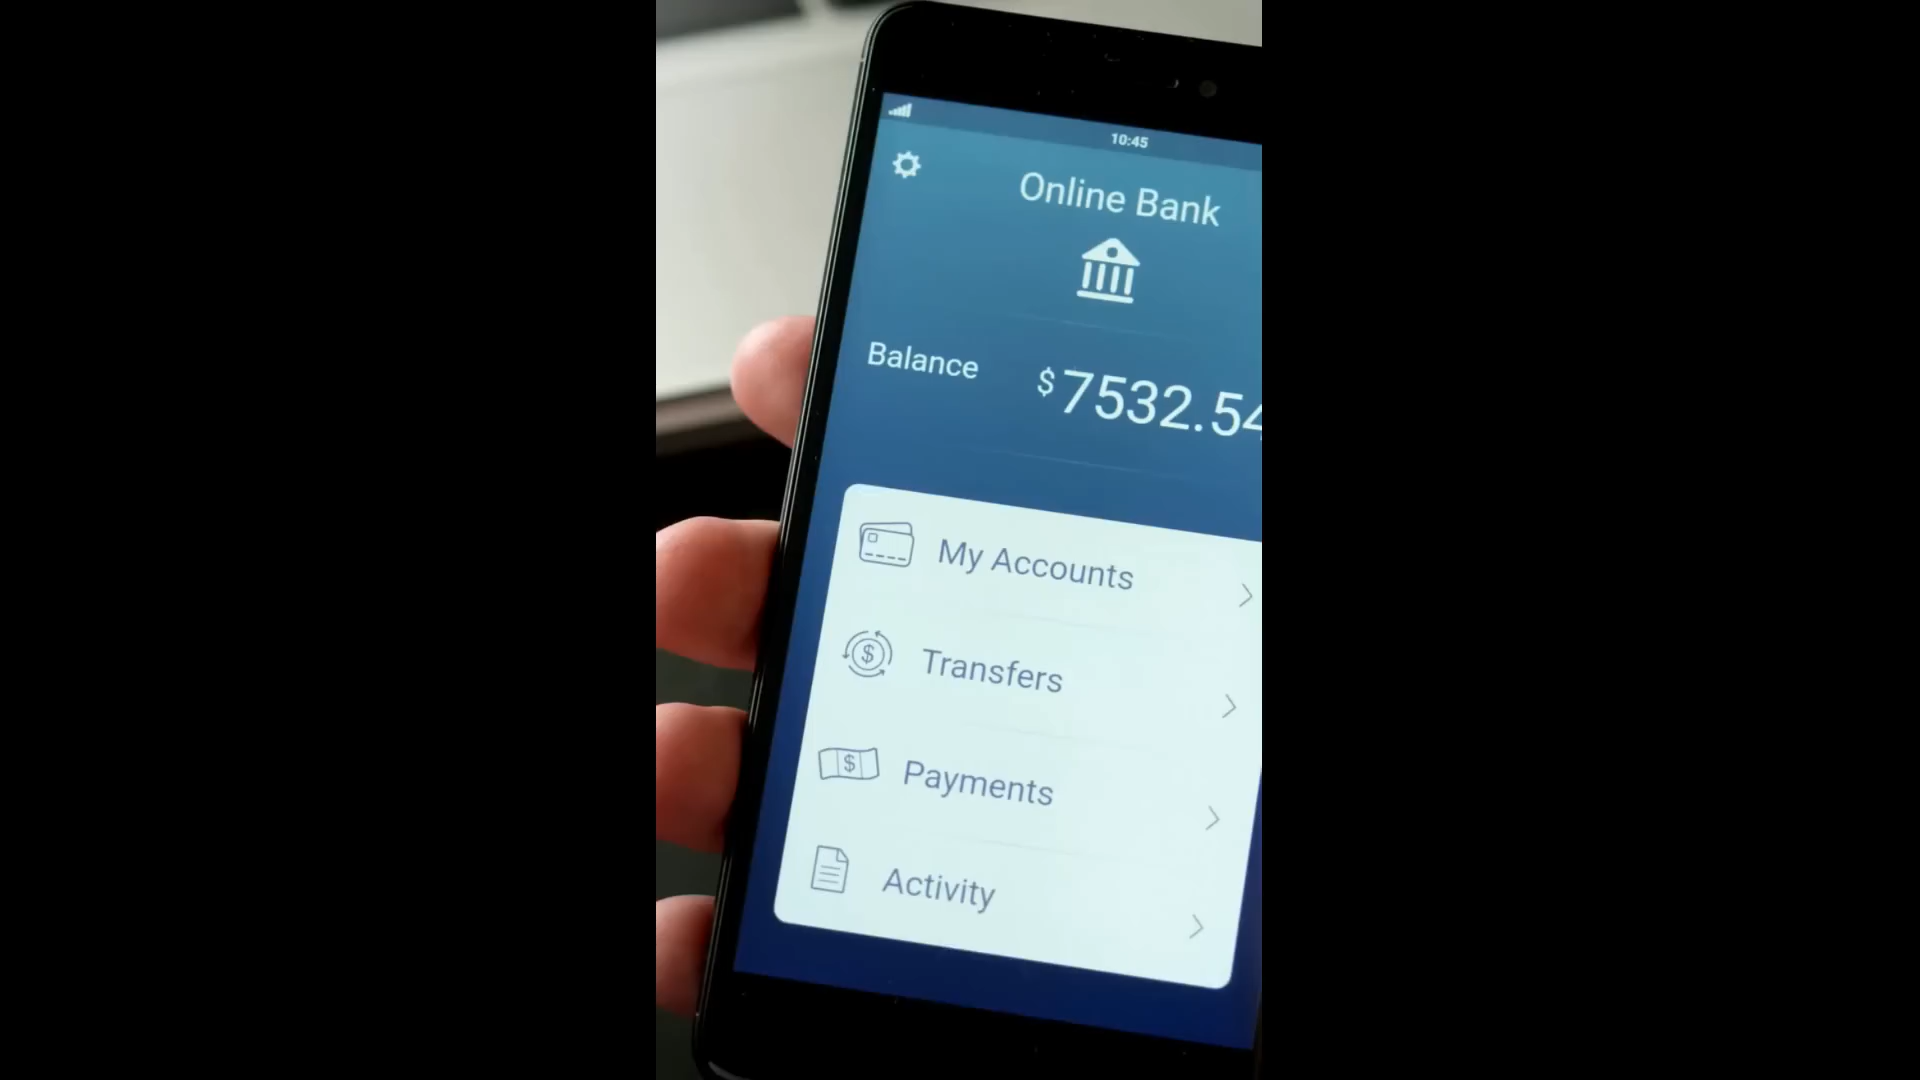 10:45
Online Bank
Balance $7532.54
My Accounts
$ Transfers
$ Payments
Activity